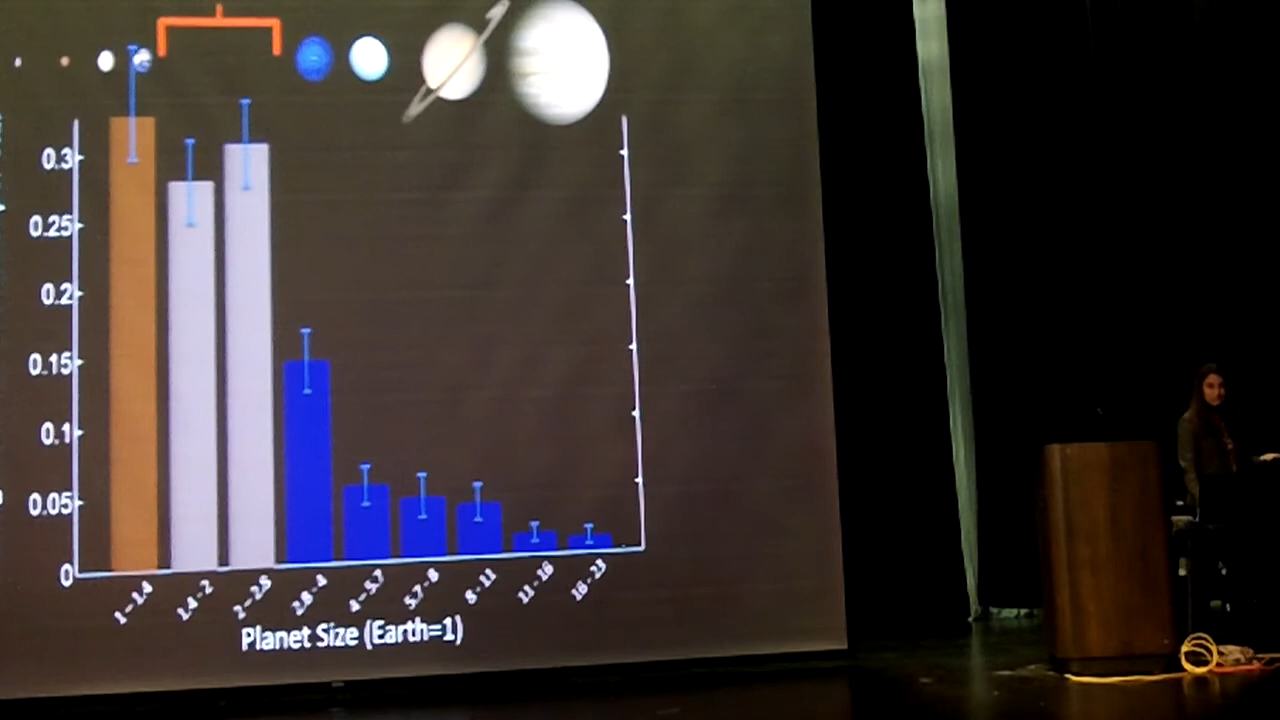 0.3
0.25
0.2
0.15
0.1
0.05
0
1 – 1.4
1.4 – 2
2 – 2.8
2.8 – 4
4 – 5.7
5.7 – 8
8 – 11
11 – 16
16 – 23
Planet Size (Earth=1)